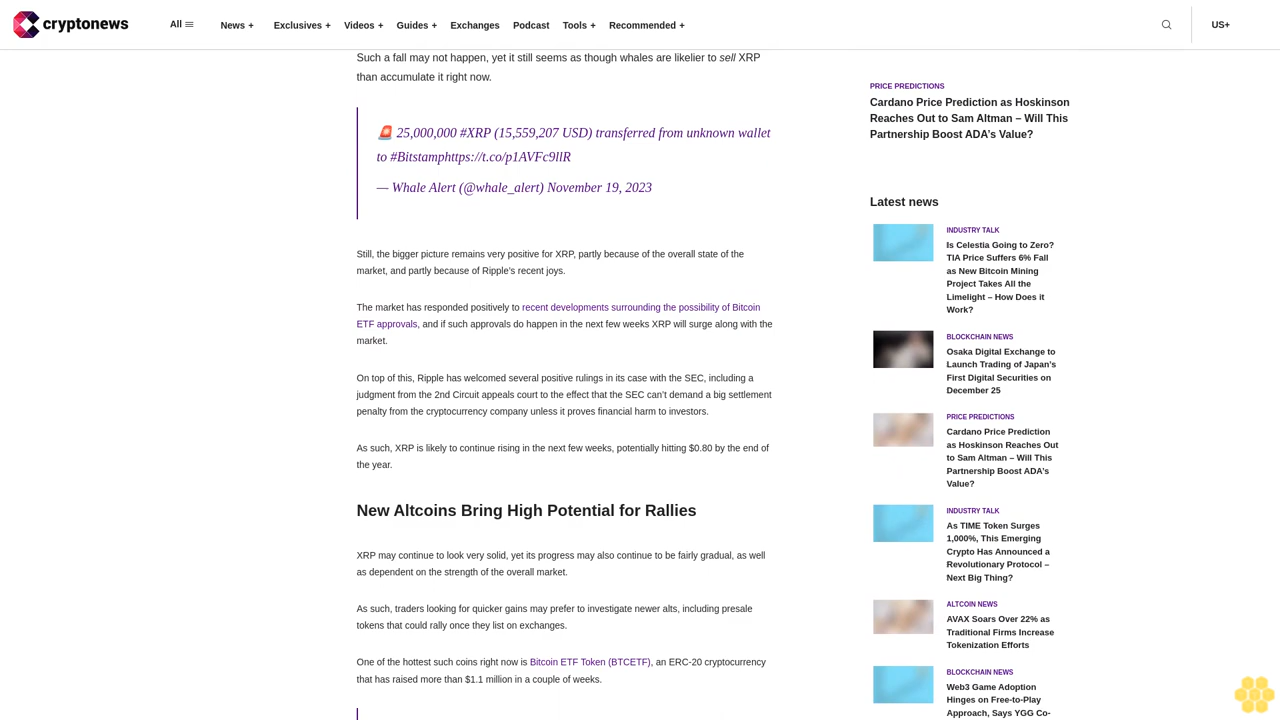 cryptonews
All
News +
Exclusives +
Videos +
Guides +
Exchanges
Podcast
Tools +
Recommended +
US+
Such a fall may not happen, yet it still seems as though whales are likelier to sell XRP
than accumulate it right now.
🚨 25,000,000 #XRP (15,559,207 USD) transferred from unknown wallet
to #Bitstamphttps://t.co/p1AVFc9llR
— Whale Alert (@whale_alert) November 19, 2023
Still, the bigger picture remains very positive for XRP, partly because of the overall state of the
market, and partly because of Ripple's recent joys.
The market has responded positively to recent developments surrounding the possibility of Bitcoin
ETF approvals, and if such approvals do happen in the next few weeks XRP will surge along with the
market.
On top of this, Ripple has welcomed several positive rulings in its case with the SEC, including a
judgment from the 2nd Circuit appeals court to the effect that the SEC can't demand a big settlement
penalty from the cryptocurrency company unless it proves financial harm to investors.
As such, XRP is likely to continue rising in the next few weeks, potentially hitting $0.80 by the end of
the year.
New Altcoins Bring High Potential for Rallies
XRP may continue to look very solid, yet its progress may also continue to be fairly gradual, as well
as dependent on the strength of the overall market.
As such, traders looking for quicker gains may prefer to investigate newer alts, including presale
tokens that could rally once they list on exchanges.
One of the hottest such coins right now is Bitcoin ETF Token (BTCETF), an ERC-20 cryptocurrency
that has raised more than $1.1 million in a couple of weeks.
PRICE PREDICTIONS
Cardano Price Prediction as Hoskinson
Reaches Out to Sam Altman – Will This
Partnership Boost ADA's Value?
Latest news
INDUSTRY TALK
Is Celestia Going to Zero?
TIA Price Suffers 6% Fall
as New Bitcoin Mining
Project Takes All the
Limelight – How Does it
Work?
BLOCKCHAIN NEWS
Osaka Digital Exchange to
Launch Trading of Japan's
First Digital Securities on
December 25
PRICE PREDICTIONS
Cardano Price Prediction
as Hoskinson Reaches Out
to Sam Altman – Will This
Partnership Boost ADA's
Value?
INDUSTRY TALK
As TIME Token Surges
1,000%, This Emerging
Crypto Has Announced a
Revolutionary Protocol –
Next Big Thing?
ALTCOIN NEWS
AVAX Soars Over 22% as
Traditional Firms Increase
Tokenization Efforts
BLOCKCHAIN NEWS
Web3 Game Adoption
Hinges on Free-to-Play
Approach, Says YGG Co-